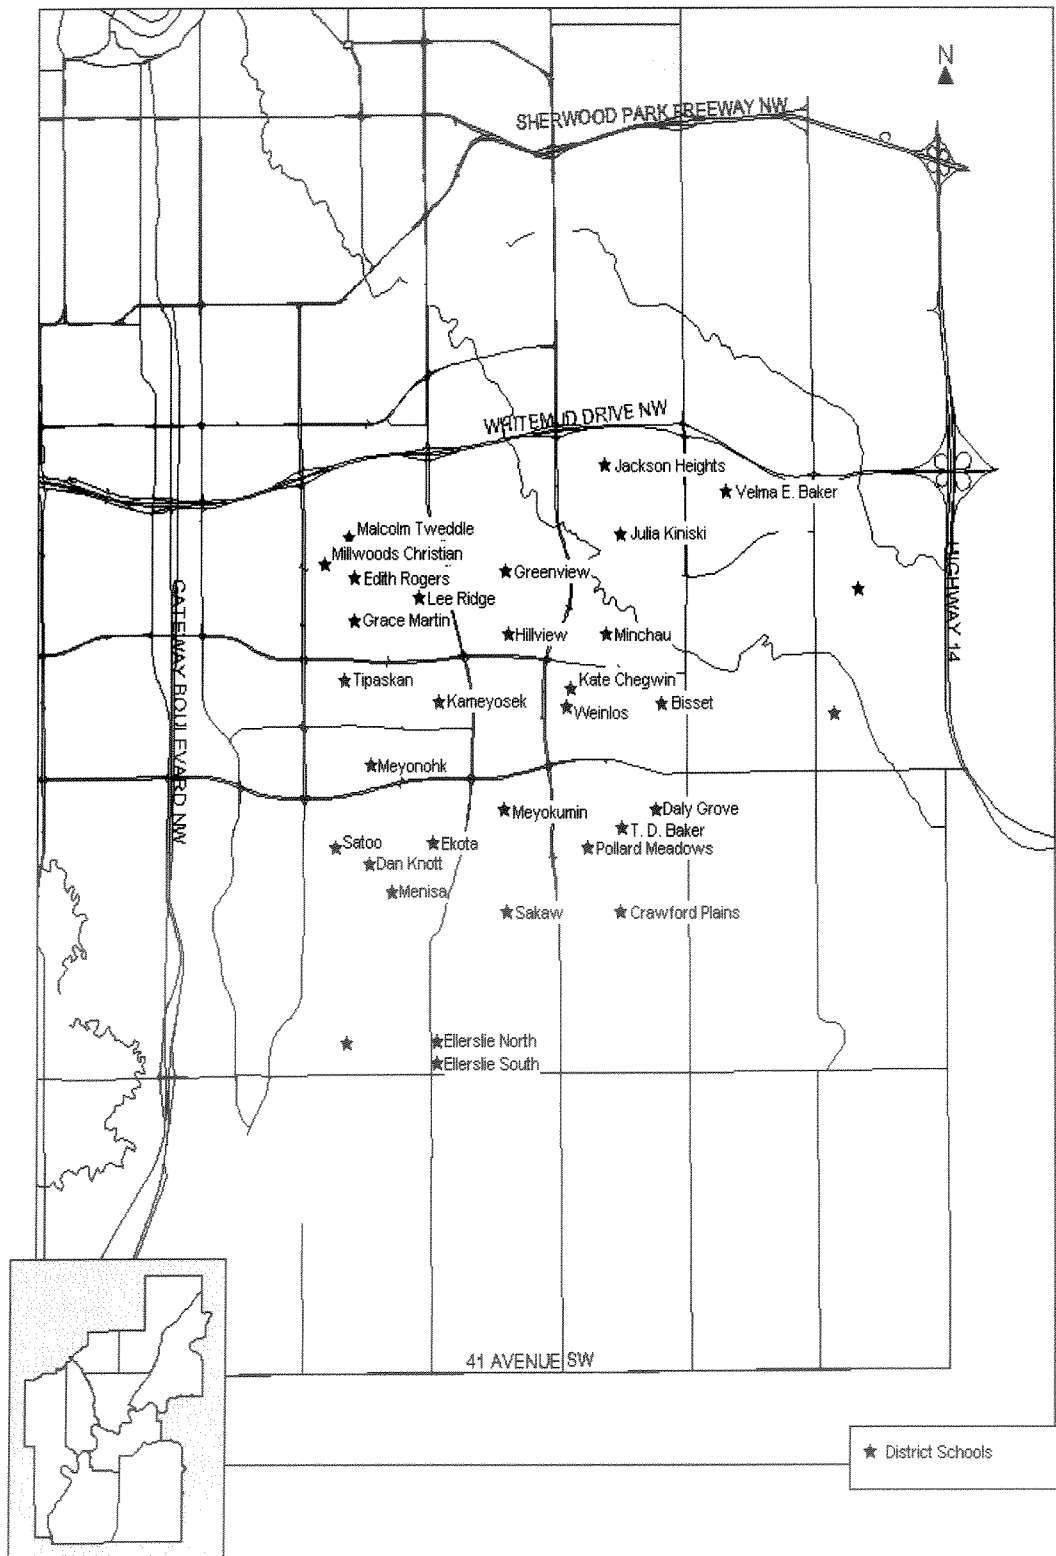 N
SHERWOOD PARK FREEWAY NW
WHITEMUD DRIVE NW
Jackson Heights
Velma E. Baker
Malcolm Tweddle
Julia Kiniski
Millwoods Christian
Edith Rogers
Greenview
Lee Ridge
HIGHWAY 14
GATEWAY BOULEVARD NW
Grace Martin
Hillview
Minchau
Tipaskan
Kate Chegwin
Kameyosek
Weinlos
Bisset
Meyonohk
Meyokumin
Daly Grove
T. D. Baker
Satoo
Ekota
Pollard Meadows
Dan Knott
Menisa
Sakaw
Crawford Plains
Ellerslie North
Ellerslie South
41 AVENUE SW
District Schools